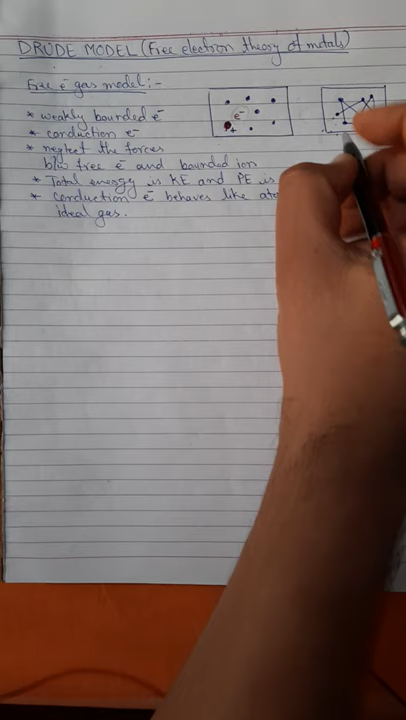 DRUDE MODEL (Free electron theory of metals)
Free e⁻ gas model:-
* weakly bounded e⁻
* conduction e⁻
* neglect the forces
b/w free e⁻ and bounded ion
* Total energy is KE and PE is
* conduction e⁻ behaves like
ideal gas.
e⁻
+